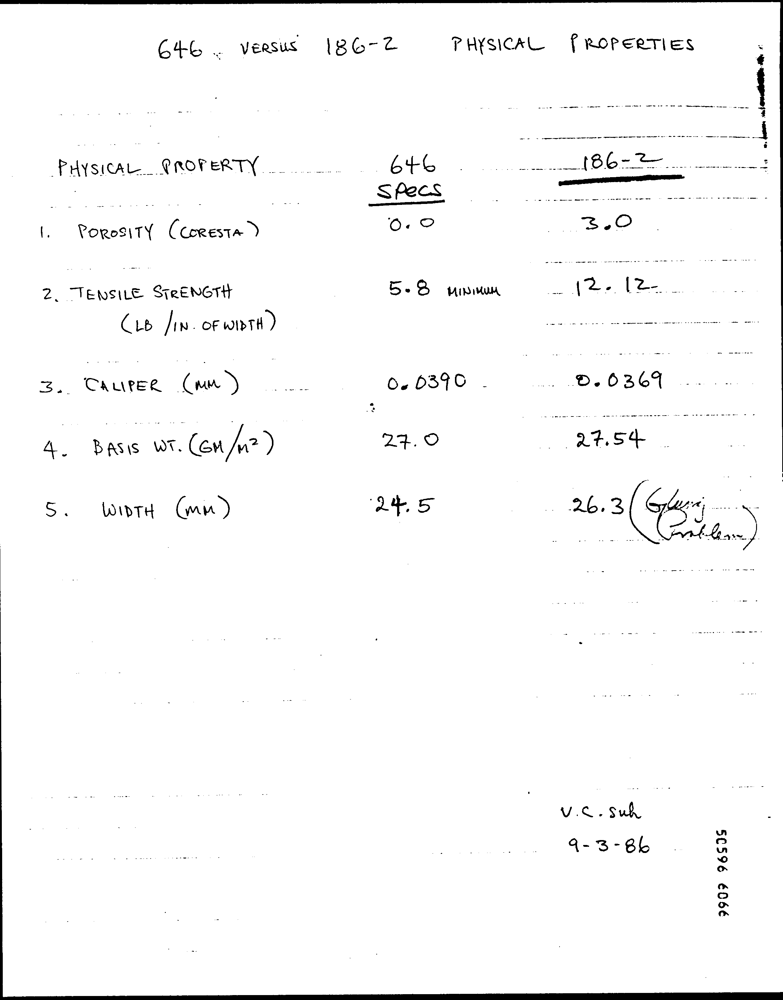 646 VERSUS 186-2 PHYSICAL PROPERTIES
PHYSICAL PROPERTY 646 186-2
SPECS
1. POROSITY (CORESTA) 0.0 3.0
2. TENSILE STRENGTH 5.8 MINIMUM 12.12
(LB/IN. OF WIDTH)
3. CALIPER (MM) 0.0390 0.0369
4. BASIS WT. (GM/M²) 27.0 27.54
5. WIDTH (MM) 24.5 26.3 (Gluing
Problem)
V.C. Suh
9-3-86
50596 6066